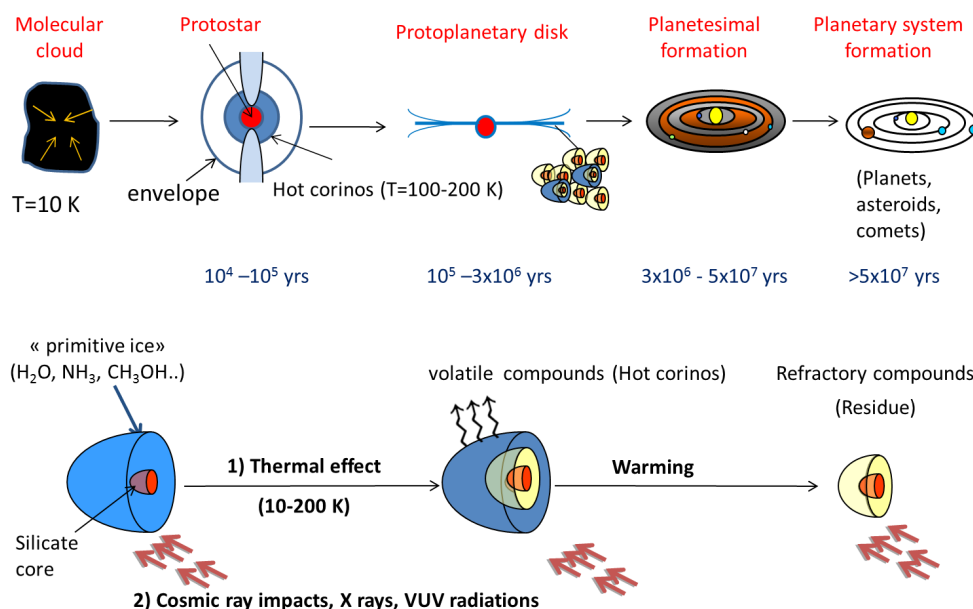 Molecular
cloud
Protostar
Protoplanetary disk
Planetesimal
formation
Planetary system
formation
T=10 K
envelope
Hot corinos (T=100-200 K)
(Planets,
asteroids,
comets)
10⁴ –10⁵ yrs
10⁵ –3x10⁶ yrs
3x10⁶ - 5x10⁷ yrs
>5x10⁷ yrs
« primitive ice»
(H₂O, NH₃, CH₃OH..)
volatile compounds (Hot corinos)
Refractory compounds
(Residue)
1) Thermal effect
(10-200 K)
Warming
Silicate
core
2) Cosmic ray impacts, X rays, VUV radiations